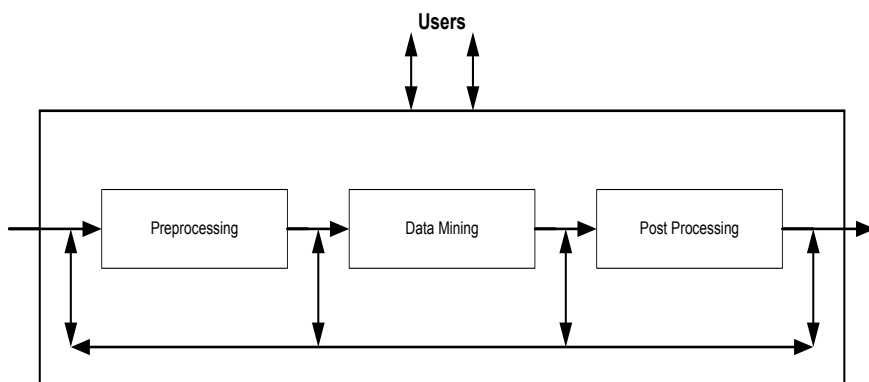 Users
Preprocessing
Data Mining
Post Processing